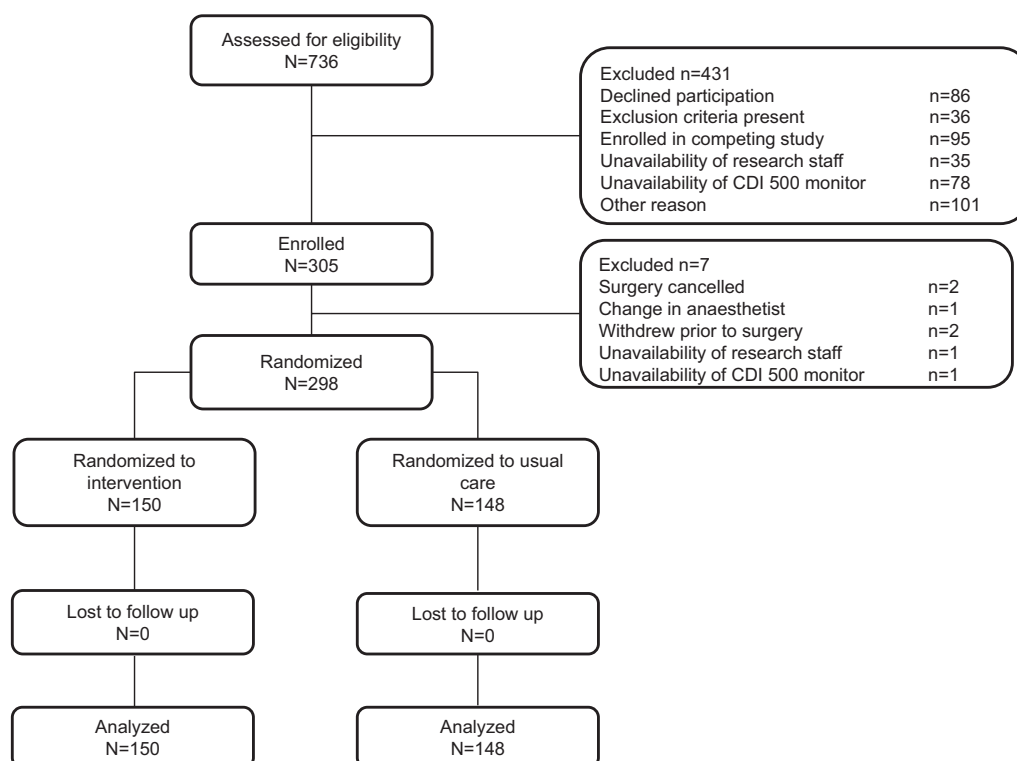 Assessed for eligibility
N=736
Excluded n=431
Declined participation n=86
Exclusion criteria present n=36
Enrolled in competing study n=95
Unavailability of research staff n=35
Unavailability of CDI 500 monitor n=78
Other reason n=101
Enrolled
N=305
Excluded n=7
Surgery cancelled n=2
Change in anaesthetist n=1
Withdrew prior to surgery n=2
Unavailability of research staff n=1
Unavailability of CDI 500 monitor n=1
Randomized
N=298
Randomized to
intervention
N=150
Randomized to usual
care
N=148
Lost to follow up
N=0
Lost to follow up
N=0
Analyzed
N=150
Analyzed
N=148